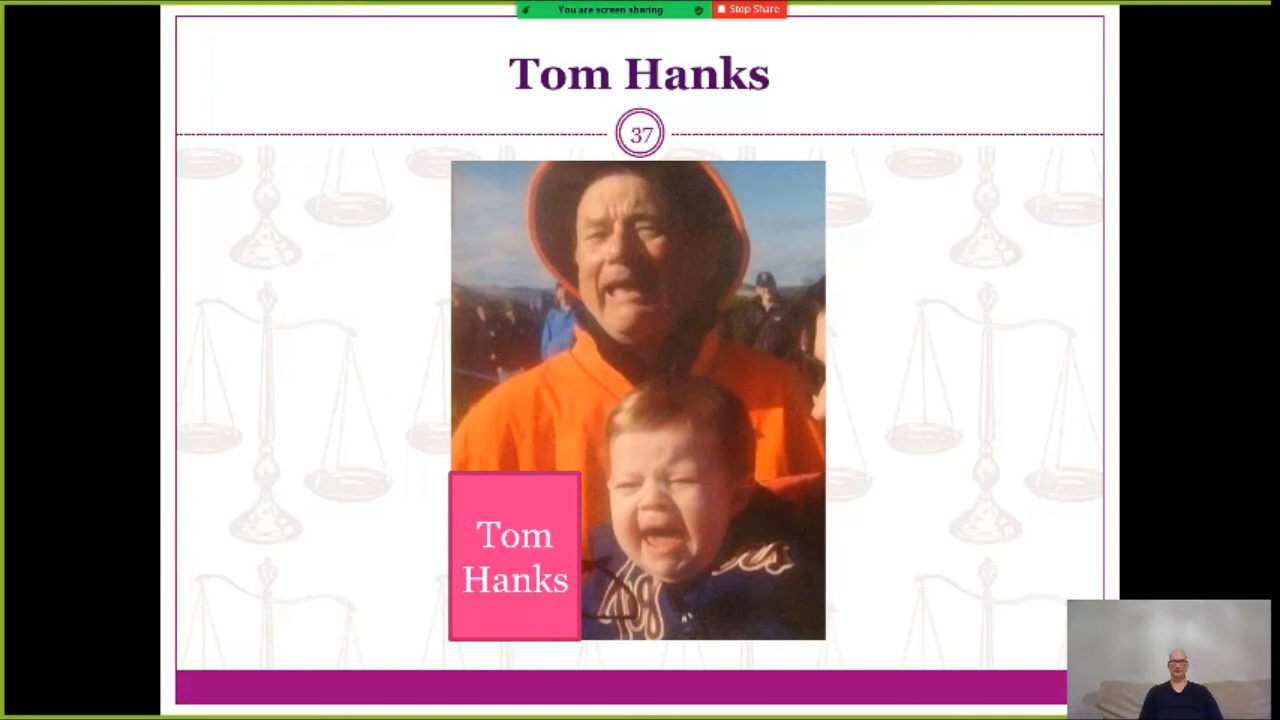 You are screen sharing
Stop Share
Tom Hanks
37
Tom
Hanks